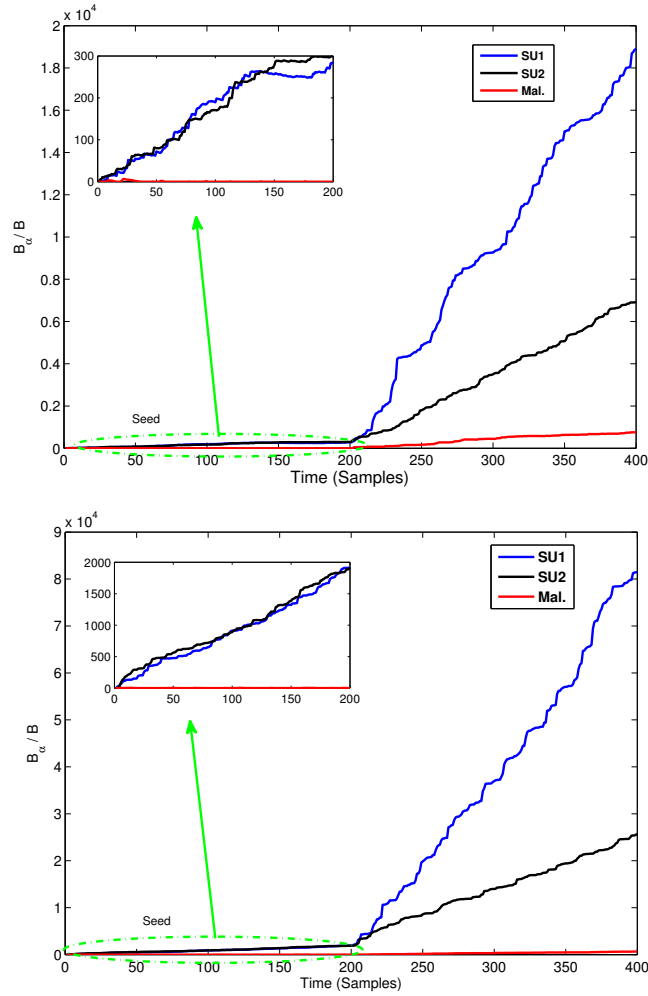 x 10^4
2
1.8
1.6
1.4
1.2
1
0.8
0.6
0.4
0.2
0
B_α / B
300
200
100
0
0 50 100 150 200
SU1
SU2
Mal.
Seed
0 50 100 150 200 250 300 350 400
Time (Samples)
x 10^4
9
8
7
6
5
4
3
2
1
0
B_α / B
2000
1500
1000
500
0
0 50 100 150 200
SU1
SU2
Mal.
Seed
0 50 100 150 200 250 300 350 400
Time (Samples)